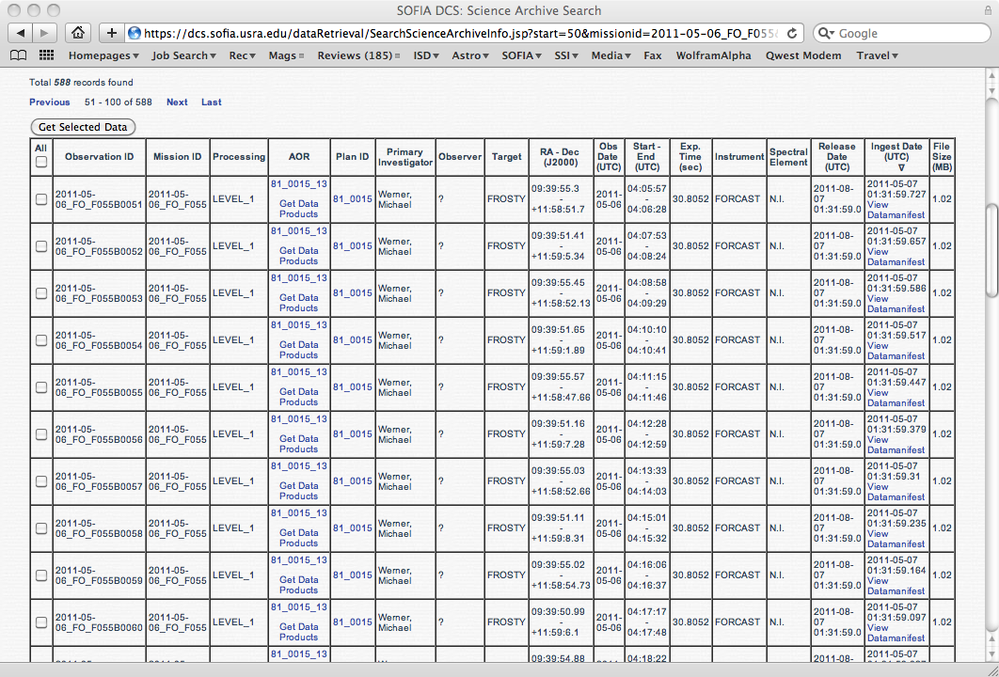 SOFIA DCS: Science Archive Search
https://dcs.sofia.usra.edu/dataRetrieval/SearchScienceArchiveInfo.jsp?start=50&missionid=2011-05-06_FO_F055&
Google
Homepages Job Search Rec Mags Reviews (185) ISD Astro SOFIA SSI Media Fax WolframAlpha Qwest Modem Travel
Total 588 records found
Previous 51 - 100 of 588 Next Last
Get Selected Data
All Observation ID Mission ID Processing AOR Plan ID Primary Investigator Observer Target RA - Dec (J2000) Obs Date (UTC) Start - End (UTC) Exp. Time (sec) Instrument Spectral Element Release Date (UTC) Ingest Date (UTC) ∇ File Size (MB)
2011-05-06_FO_F055B0051 2011-05-06_FO_F055 LEVEL_1 81_0015_13 Get Data Products 81_0015 Werner, Michael ? FROSTY 09:39:55.3 - +11:58:51.7 2011-05-06 04:05:57 - 04:06:28 30.8052 FORCAST N.I. 2011-08-07 01:31:59.0 2011-05-07 01:31:59.727 View Datamanifest 1.02
2011-05-06_FO_F055B0052 2011-05-06_FO_F055 LEVEL_1 81_0015_13 Get Data Products 81_0015 Werner, Michael ? FROSTY 09:39:51.41 - +11:59:5.34 2011-05-06 04:07:53 - 04:08:24 30.8052 FORCAST N.I. 2011-08-07 01:31:59.0 2011-05-07 01:31:59.657 View Datamanifest 1.02
2011-05-06_FO_F055B0053 2011-05-06_FO_F055 LEVEL_1 81_0015_13 Get Data Products 81_0015 Werner, Michael ? FROSTY 09:39:55.45 - +11:58:52.13 2011-05-06 04:08:58 - 04:09:29 30.8052 FORCAST N.I. 2011-08-07 01:31:59.0 2011-05-07 01:31:59.586 View Datamanifest 1.02
2011-05-06_FO_F055B0054 2011-05-06_FO_F055 LEVEL_1 81_0015_13 Get Data Products 81_0015 Werner, Michael ? FROSTY 09:39:51.65 - +11:59:1.89 2011-05-06 04:10:10 - 04:10:41 30.8052 FORCAST N.I. 2011-08-07 01:31:59.0 2011-05-07 01:31:59.517 View Datamanifest 1.02
2011-05-06_FO_F055B0055 2011-05-06_FO_F055 LEVEL_1 81_0015_13 Get Data Products 81_0015 Werner, Michael ? FROSTY 09:39:55.57 - +11:58:47.66 2011-05-06 04:11:15 - 04:11:46 30.8052 FORCAST N.I. 2011-08-07 01:31:59.0 2011-05-07 01:31:59.447 View Datamanifest 1.02
2011-05-06_FO_F055B0056 2011-05-06_FO_F055 LEVEL_1 81_0015_13 Get Data Products 81_0015 Werner, Michael ? FROSTY 09:39:51.16 - +11:59:7.28 2011-05-06 04:12:28 - 04:12:59 30.8052 FORCAST N.I. 2011-08-07 01:31:59.0 2011-05-07 01:31:59.379 View Datamanifest 1.02
2011-05-06_FO_F055B0057 2011-05-06_FO_F055 LEVEL_1 81_0015_13 Get Data Products 81_0015 Werner, Michael ? FROSTY 09:39:55.03 - +11:58:52.66 2011-05-06 04:13:33 - 04:14:03 30.8052 FORCAST N.I. 2011-08-07 01:31:59.0 2011-05-07 01:31:59.31 View Datamanifest 1.02
2011-05-06_FO_F055B0058 2011-05-06_FO_F055 LEVEL_1 81_0015_13 Get Data Products 81_0015 Werner, Michael ? FROSTY 09:39:51.11 - +11:59:8.31 2011-05-06 04:15:01 - 04:15:32 30.8052 FORCAST N.I. 2011-08-07 01:31:59.0 2011-05-07 01:31:59.235 View Datamanifest 1.02
2011-05-06_FO_F055B0059 2011-05-06_FO_F055 LEVEL_1 81_0015_13 Get Data Products 81_0015 Werner, Michael ? FROSTY 09:39:55.02 - +11:58:54.73 2011-05-06 04:16:06 - 04:16:37 30.8052 FORCAST N.I. 2011-08-07 01:31:59.0 2011-05-07 01:31:59.164 View Datamanifest 1.02
2011-05-06_FO_F055B0060 2011-05-06_FO_F055 LEVEL_1 81_0015_13 Get Data Products 81_0015 Werner, Michael ? FROSTY 09:39:50.99 - +11:59:6.1 2011-05-06 04:17:17 - 04:17:48 30.8052 FORCAST N.I. 2011-08-07 01:31:59.0 2011-05-07 01:31:59.097 View Datamanifest 1.02
81_0015_13 09:39:54.88 04:18:22 2011-05-07